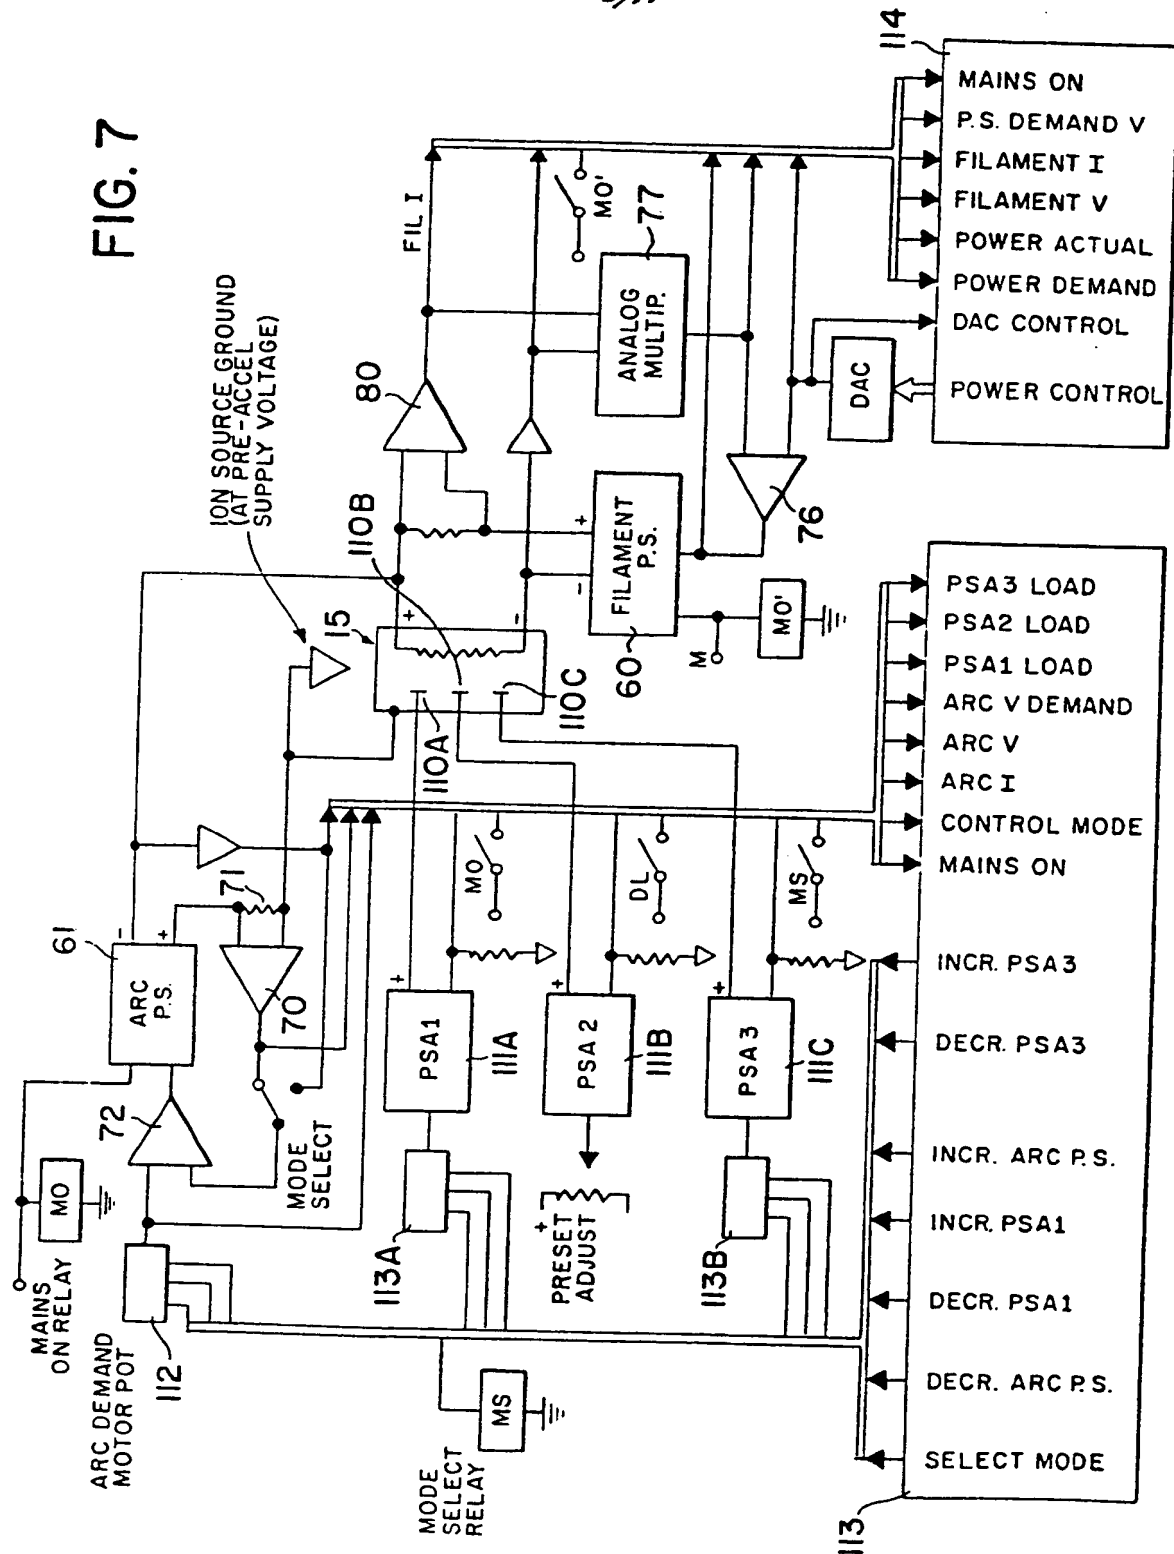 FIG. 7
114
MAINS ON
P.S. DEMAND V
FILAMENT I
FILAMENT V
POWER ACTUAL
POWER DEMAND
DAC CONTROL
POWER CONTROL
DAC
FIL I
MO'
77
ANALOG
MULTIP.
80
76
ION SOURCE GROUND
(AT PRE-ACCEL
SUPPLY VOLTAGE)
110B
15
+
-
110A
110C
+
-
FILAMENT
P.S.
60
M
MO'
61
-
+
ARC
P.S.
71
70
72
MODE
SELECT
MO
MAINS
ON RELAY
ARC DEMAND
MOTOR POT
112
+
PSA1
111A
MO
113A
+
PSA 2
111B
DL
+
PRESET
ADJUST
+
PSA 3
111C
MS
113B
MS
MODE
SELECT
RELAY
PSA3 LOAD
PSA2 LOAD
PSA1 LOAD
ARC V DEMAND
ARC V
ARC I
CONTROL MODE
MAINS ON
INCR. PSA3
DECR. PSA3
INCR. ARC P.S.
INCR. PSA1
DECR. PSA1
DECR. ARC P.S.
SELECT MODE
113